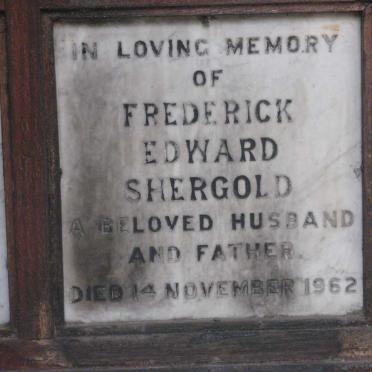 IN LOVING MEMORY
OF
FREDERICK
EDWARD
SHERGOLD
A BELOVED HUSBAND
AND FATHER.
DIED 14 NOVEMBER 1962